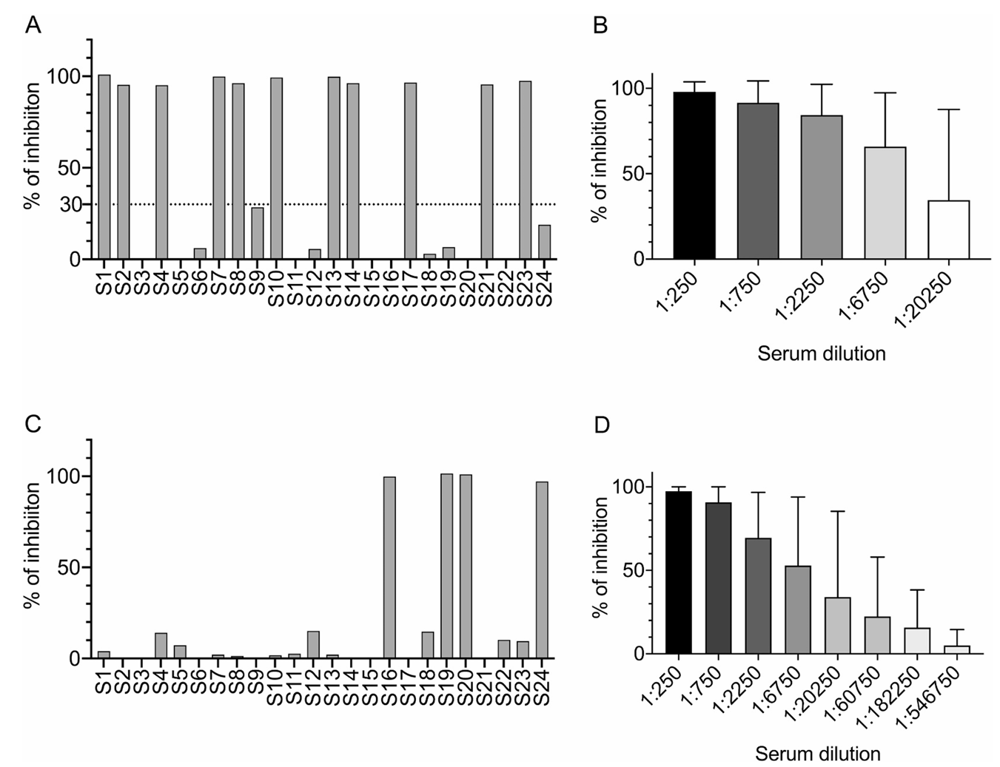 A
% of inhibiiton
100
50
30
0
S1 S2 S3 S4 S5 S6 S7 S8 S9 S10 S11 S12 S13 S14 S15 S16 S17 S18 S19 S20 S21 S22 S23 S24
B
% of inhibition
100
50
0
1:250 1:750 1:2250 1:6750 1:20250
Serum dilution
C
% of inhibiiton
100
50
0
S1 S2 S3 S4 S5 S6 S7 S8 S9 S10 S11 S12 S13 S14 S15 S16 S17 S18 S19 S20 S21 S22 S23 S24
D
% of inhibition
100
50
0
1:250 1:750 1:2250 1:6750 1:20250 1:60750 1:182250 1:546750
Serum dilution